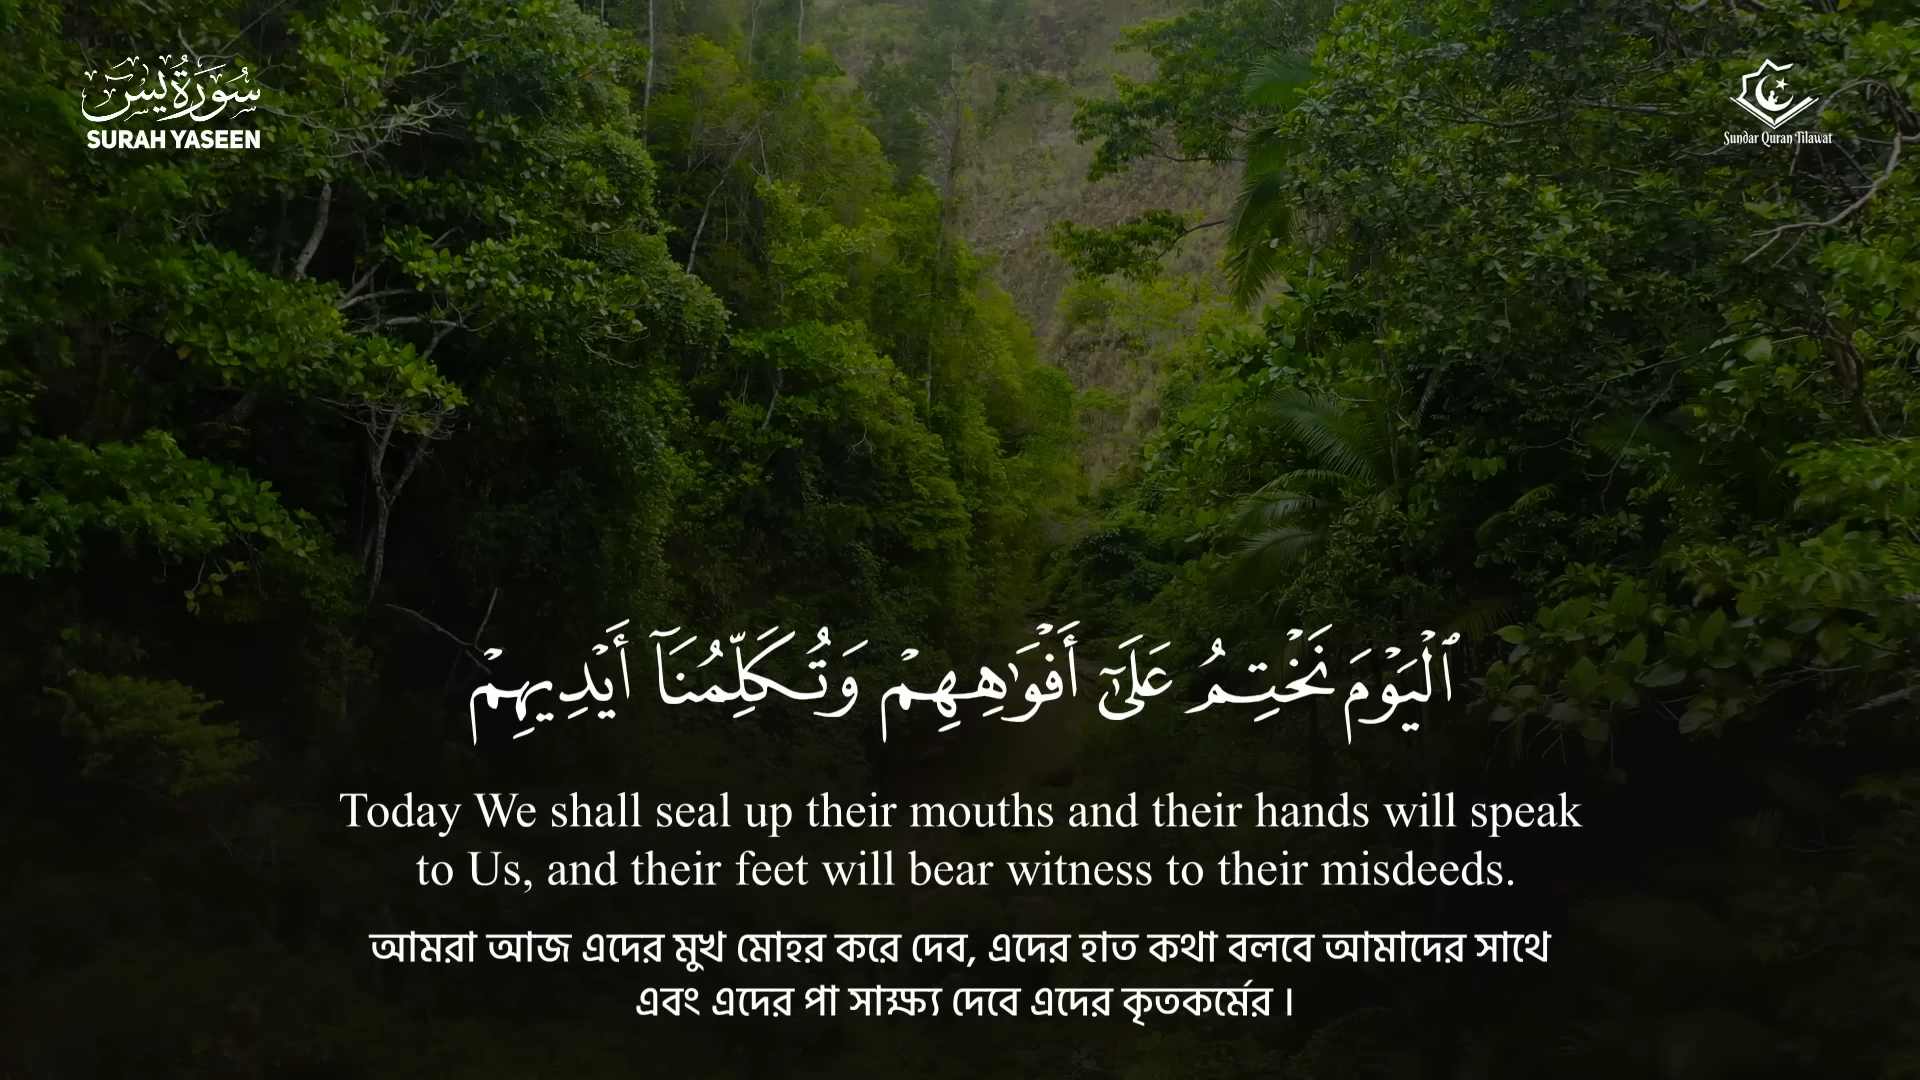 سُورَةُ يس
SURAH YASEEN
Sundar Quran Tilawat
ٱلۡيَوۡمَ نَخۡتِمُ عَلَىٰٓ أَفۡوَٰهِهِمۡ وَتُكَلِّمُنَآ أَيۡدِيهِمۡ
Today We shall seal up their mouths and their hands will speak
to Us, and their feet will bear witness to their misdeeds.
আমরা আজ এদের মুখ মোহর করে দেব, এদের হাত কথা বলবে আমাদের সাথে
এবং এদের পা সাক্ষ্য দেবে এদের কৃতকর্মের ।